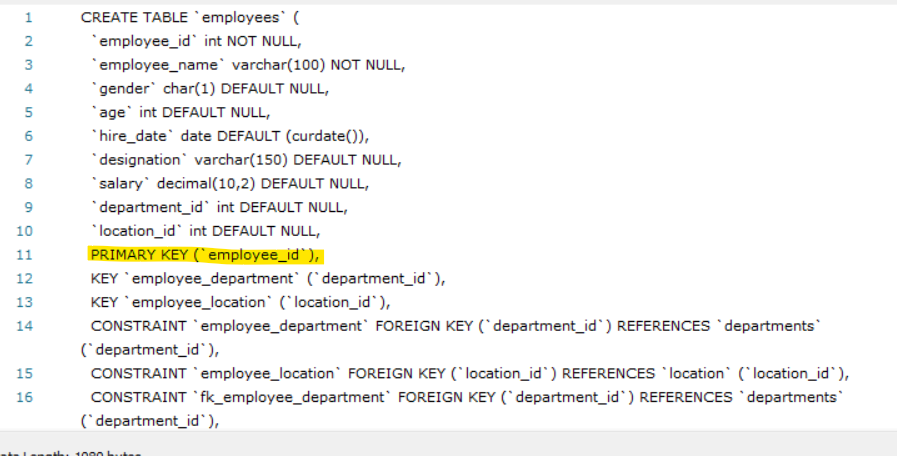 1 CREATE TABLE `employees` (
2 `employee_id` int NOT NULL,
3 `employee_name` varchar(100) NOT NULL,
4 `gender` char(1) DEFAULT NULL,
5 `age` int DEFAULT NULL,
6 `hire_date` date DEFAULT (curdate()),
7 `designation` varchar(150) DEFAULT NULL,
8 `salary` decimal(10,2) DEFAULT NULL,
9 `department_id` int DEFAULT NULL,
10 `location_id` int DEFAULT NULL,
11 PRIMARY KEY (`employee_id`),
12 KEY `employee_department` (`department_id`),
13 KEY `employee_location` (`location_id`),
14 CONSTRAINT `employee_department` FOREIGN KEY (`department_id`) REFERENCES `departments`
(`department_id`),
15 CONSTRAINT `employee_location` FOREIGN KEY (`location_id`) REFERENCES `location` (`location_id`),
16 CONSTRAINT `fk_employee_department` FOREIGN KEY (`department_id`) REFERENCES `departments`
(`department_id`),